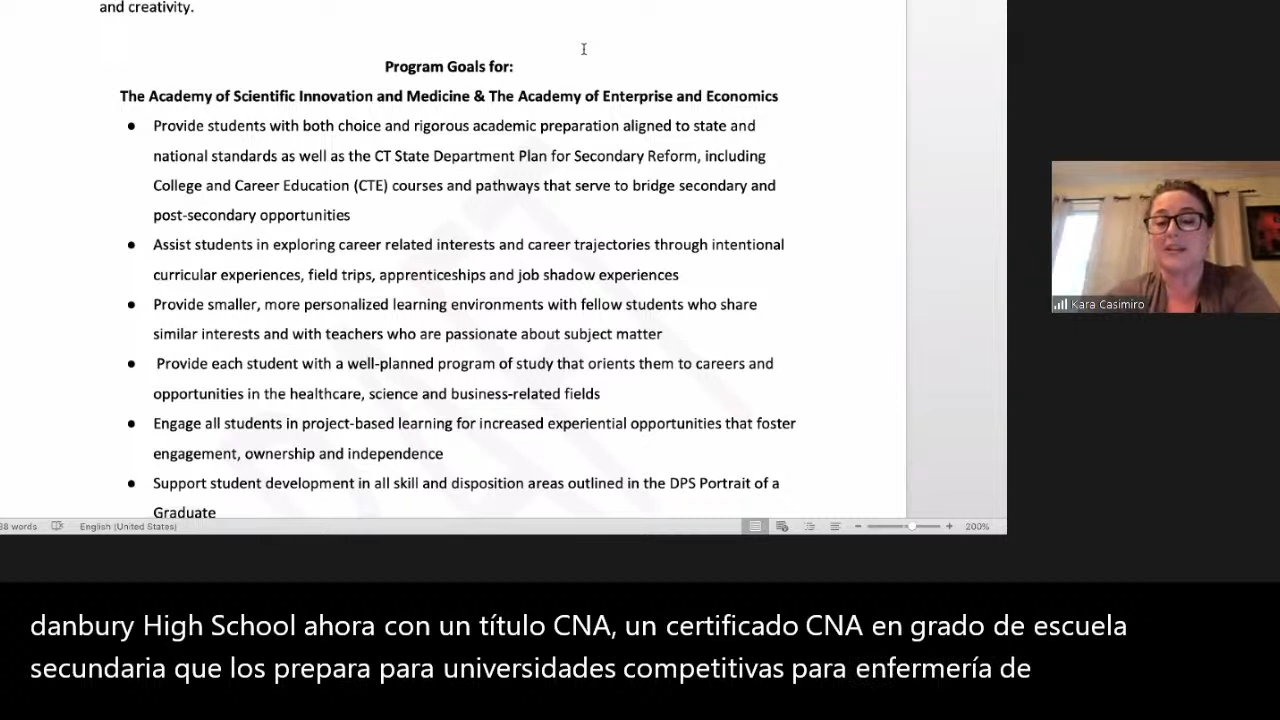 and creativity.
Program Goals for:
The Academy of Scientific Innovation and Medicine & The Academy of Enterprise and Economics
● Provide students with both choice and rigorous academic preparation aligned to state and
national standards as well as the CT State Department Plan for Secondary Reform, including
College and Career Education (CTE) courses and pathways that serve to bridge secondary and
post-secondary opportunities
● Assist students in exploring career related interests and career trajectories through intentional
curricular experiences, field trips, apprenticeships and job shadow experiences
● Provide smaller, more personalized learning environments with fellow students who share
similar interests and with teachers who are passionate about subject matter
● Provide each student with a well-planned program of study that orients them to careers and
opportunities in the healthcare, science and business-related fields
● Engage all students in project-based learning for increased experiential opportunities that foster
engagement, ownership and independence
● Support student development in all skill and disposition areas outlined in the DPS Portrait of a
Graduate
38 words English (United States) 200%
Kara Casimiro
danbury High School ahora con un título CNA, un certificado CNA en grado de escuela
secundaria que los prepara para universidades competitivas para enfermería de